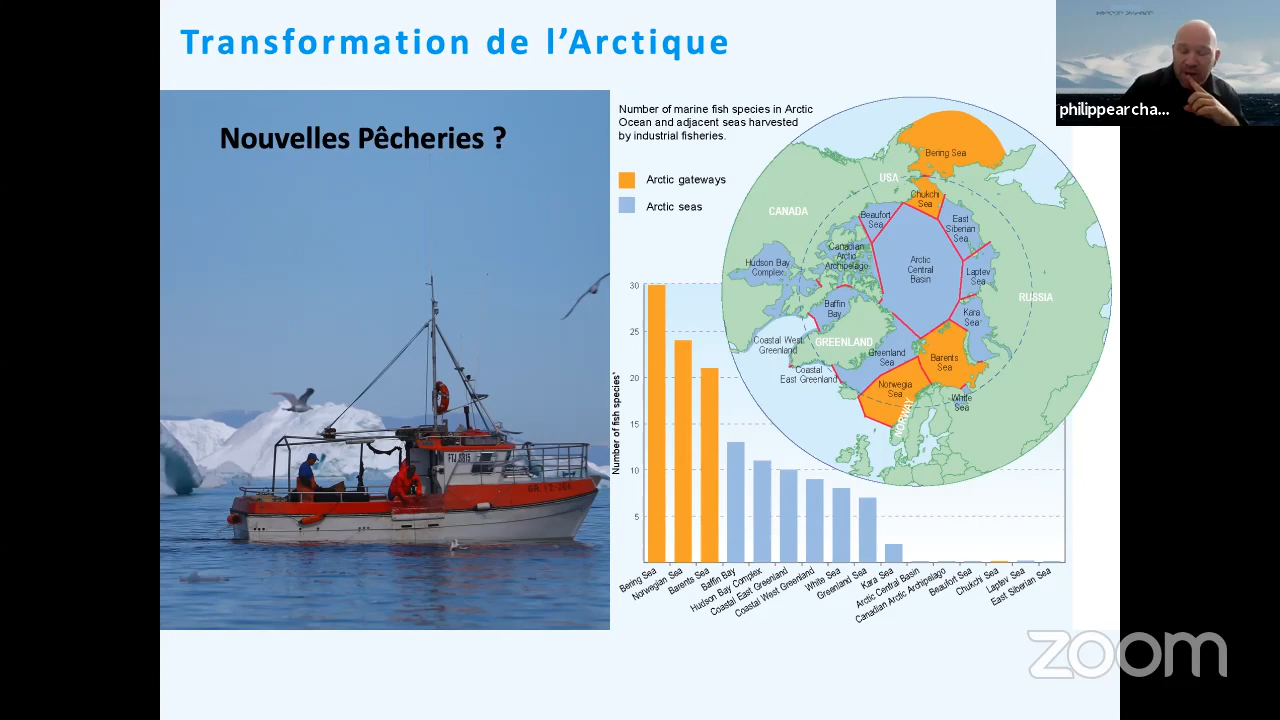 Transformation de l’Arctique
philippearcha...
Nouvelles Pêcheries ?
Number of marine fish species in Arctic
Ocean and adjacent seas harvested
by industrial fisheries.
Arctic gateways
Arctic seas
Bering Sea
USA
Chukchi
Sea
CANADA
Beaufort
Sea
East
Siberian
Sea
Canadian
Arctic
Archipelago
Hudson Bay
Complex
Arctic
Central
Basin
Laptev
Sea
RUSSIA
Baffin
Bay
Kara
Sea
Coastal West
Greenland
GREENLAND
Greenland
Sea
Barents
Sea
Coastal
East Greenland
Norwegia
Sea
White
Sea
NORWAY
Number of fish species*
30
25
20
15
10
5
Bering Sea
Norwegian Sea
Barents Sea
Baffin Bay
Hudson Bay Complex
Coastal East Greenland
Coastal West Greenland
White Sea
Greenland Sea
Kara Sea
Arctic Central Basin
Canadian Arctic Archipelago
Beaufort Sea
Chukchi Sea
Laptev Sea
East Siberian Sea
zoom